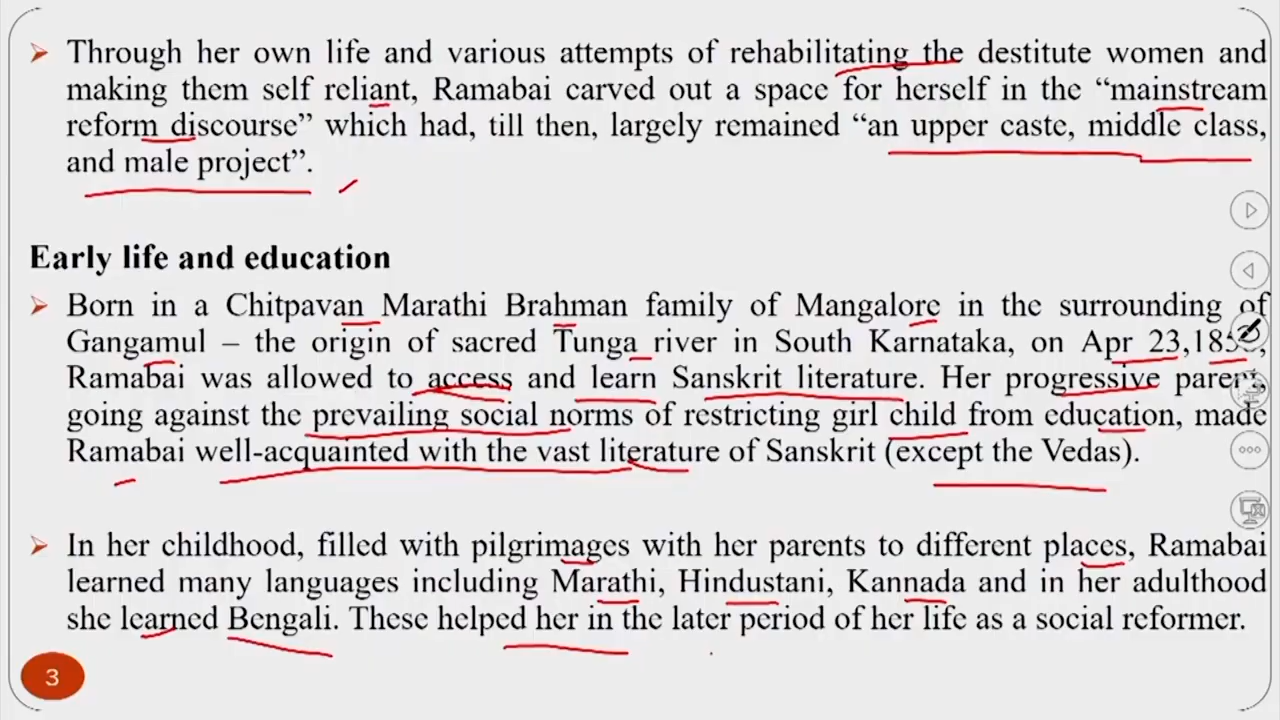 Through her own life and various attempts of rehabilitating the destitute women and
making them self reliant, Ramabai carved out a space for herself in the “mainstream
reform discourse” which had, till then, largely remained “an upper caste, middle class,
and male project”.
Early life and education
Born in a Chitpavan Marathi Brahman family of Mangalore in the surrounding of
Gangamul – the origin of sacred Tunga river in South Karnataka, on Apr 23,
Ramabai was allowed to access and learn Sanskrit literature. Her progressive
going against the prevailing social norms of restricting girl child from education, made
Ramabai well-acquainted with the vast literature of Sanskrit (except the Vedas).
In her childhood, filled with pilgrimages with her parents to different places, Ramabai
learned many languages including Marathi, Hindustani, Kannada and in her adulthood
she learned Bengali. These helped her in the later period of her life as a social reformer.
3